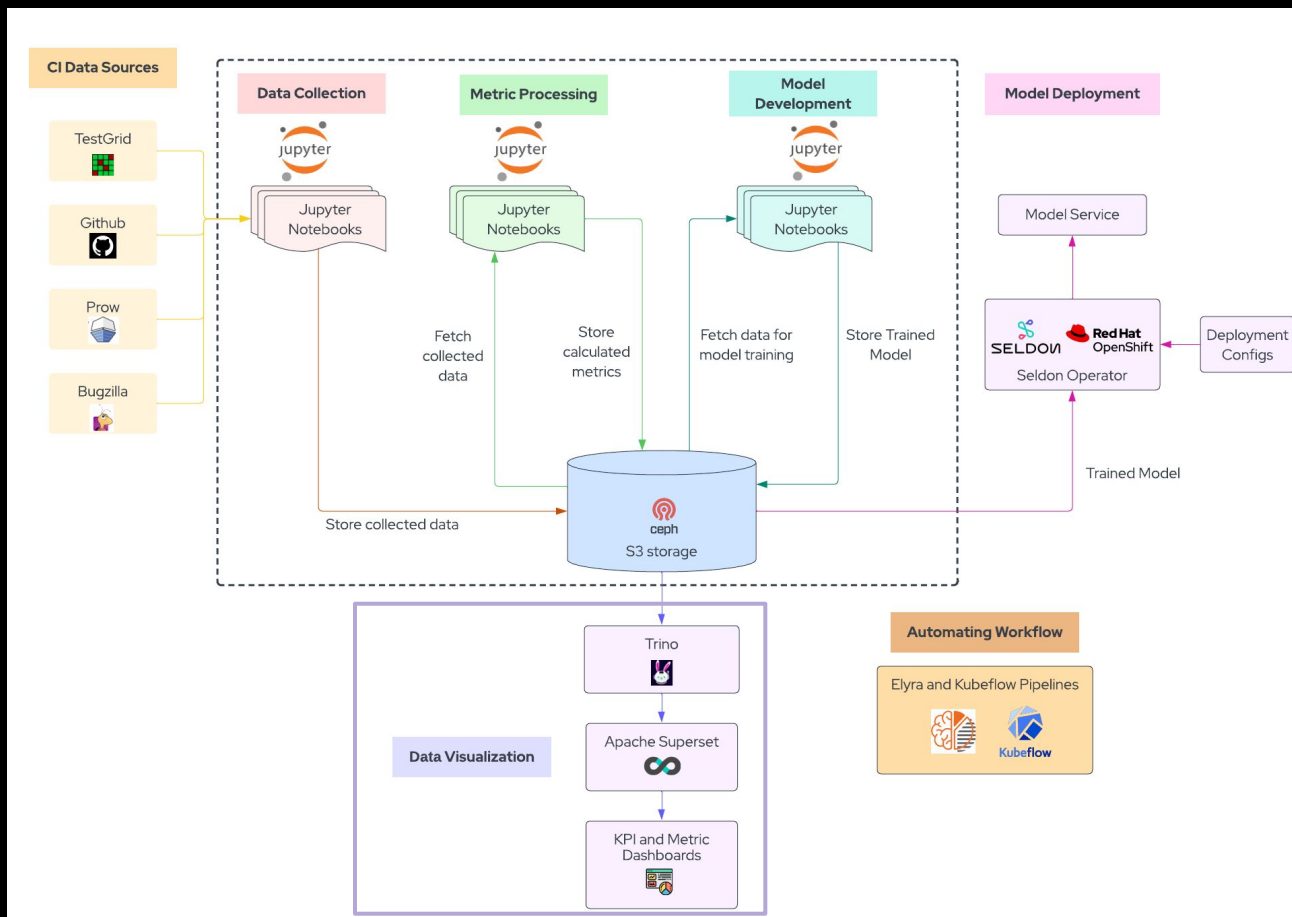 CI Data Sources
TestGrid
Github
Prow
Bugzilla
Data Collection
jupyter
Jupyter
Notebooks
Metric Processing
jupyter
Jupyter
Notebooks
Model
Development
jupyter
Jupyter
Notebooks
Fetch
collected
data
Store
calculated
metrics
Fetch data for
model training
Store Trained
Model
Store collected data
ceph
S3 storage
Model Deployment
Model Service
SELDON
Red Hat
OpenShift
Seldon Operator
Deployment
Configs
Trained Model
Data Visualization
Trino
Apache Superset
KPI and Metric
Dashboards
Automating Workflow
Elyra and Kubeflow Pipelines
Kubeflow